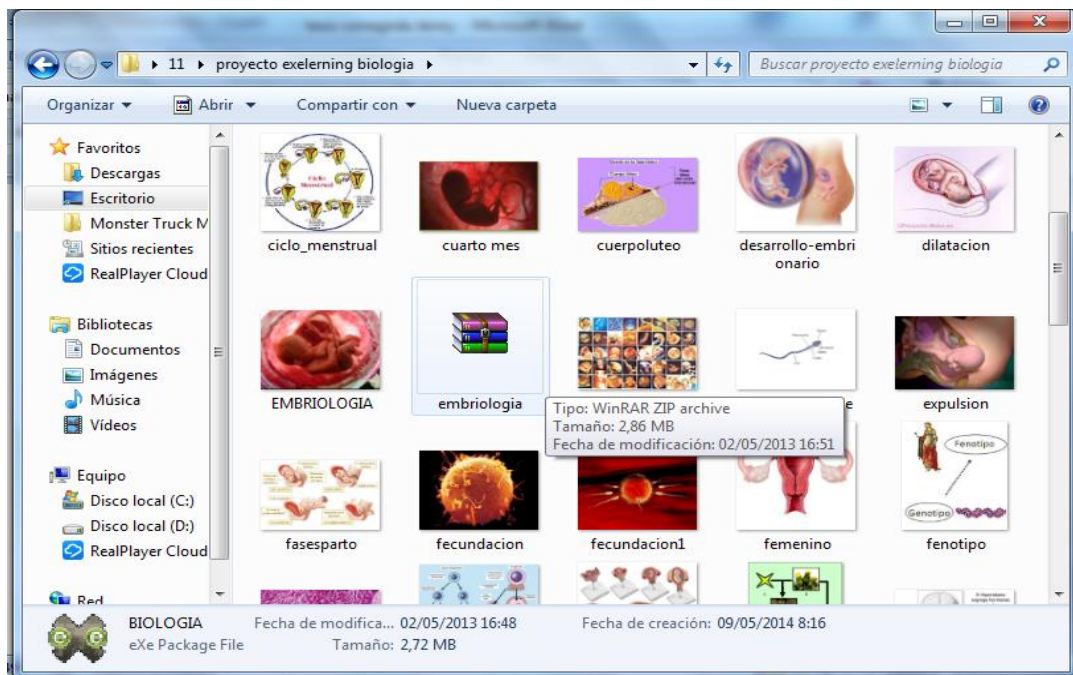 11 ▸ proyecto exelerning biologia ▸
Buscar proyecto exelerning biologia
Organizar
Abrir
Compartir con
Nueva carpeta
Favoritos
Descargas
Escritorio
Monster Truck M
Sitios recientes
RealPlayer Cloud
Bibliotecas
Documentos
Imágenes
Música
Vídeos
Equipo
Disco local (C:)
Disco local (D:)
RealPlayer Cloud
Red
ciclo_menstrual
cuarto mes
cuerpoluteo
desarrollo-embri
onario
dilatacion
EMBRIOLOGIA
embriologia
e
expulsion
Tipo: WinRAR ZIP archive
Tamaño: 2,86 MB
Fecha de modificación: 02/05/2013 16:51
Fenotipo
Genotipo
fasesparto
fecundacion
fecundacion1
femenino
fenotipo
BIOLOGIA
Fecha de modifica... 02/05/2013 16:48
Fecha de creación: 09/05/2014 8:16
eXe Package File
Tamaño: 2,72 MB